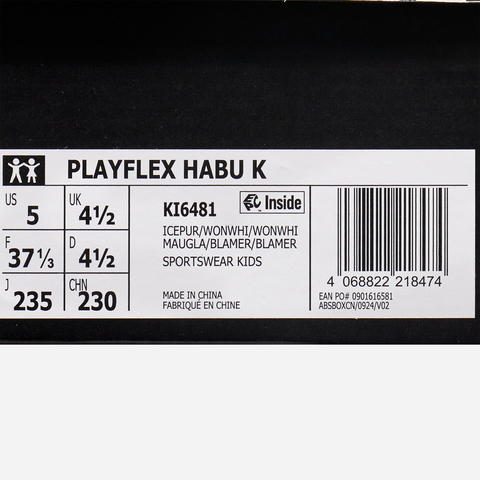 PLAYFLEX HABU K
US 5 UK 4½
F 37⅓ D 4½
J 235 CHN 230
KI6481
Inside
ICEPUR/WONWHI/WONWHI
MAUGLA/BLAMER/BLAMER
SPORTSWEAR KIDS
MADE IN CHINA
FABRIQUÉ EN CHINE
4 068822 218474
EAN PO# 0901616581
ABSBOXCN/0924/V02